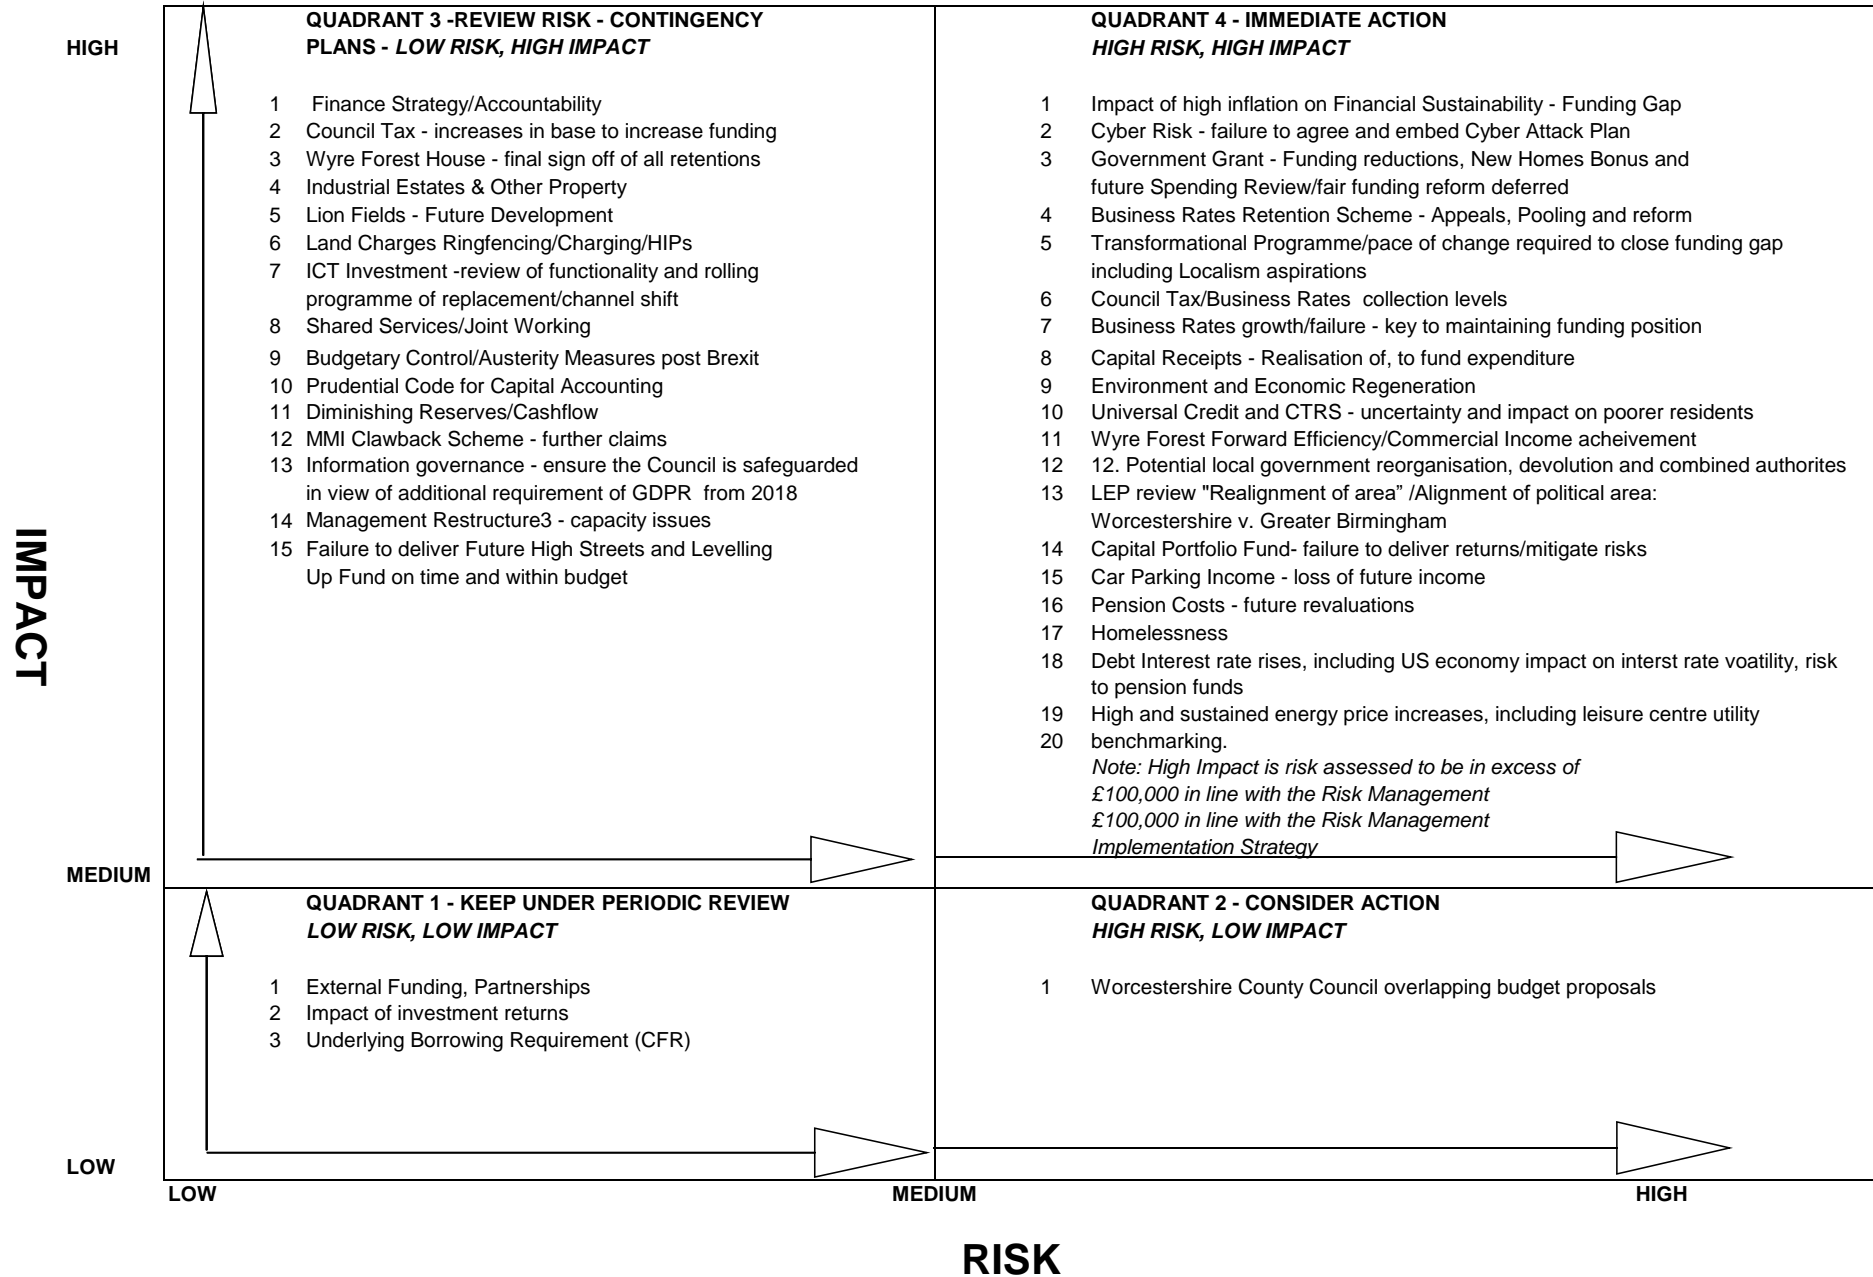 HIGH
QUADRANT 3 -REVIEW RISK - CONTINGENCY
PLANS - LOW RISK, HIGH IMPACT
1 Finance Strategy/Accountability
2 Council Tax - increases in base to increase funding
3 Wyre Forest House - final sign off of all retentions
4 Industrial Estates & Other Property
5 Lion Fields - Future Development
6 Land Charges Ringfencing/Charging/HIPs
7 ICT Investment -review of functionality and rolling
programme of replacement/channel shift
8 Shared Services/Joint Working
9 Budgetary Control/Austerity Measures post Brexit
10 Prudential Code for Capital Accounting
11 Diminishing Reserves/Cashflow
12 MMI Clawback Scheme - further claims
13 Information governance - ensure the Council is safeguarded
in view of additional requirement of GDPR from 2018
14 Management Restructure3 - capacity issues
15 Failure to deliver Future High Streets and Levelling
Up Fund on time and within budget
QUADRANT 4 - IMMEDIATE ACTION
HIGH RISK, HIGH IMPACT
1 Impact of high inflation on Financial Sustainability - Funding Gap
2 Cyber Risk - failure to agree and embed Cyber Attack Plan
3 Government Grant - Funding reductions, New Homes Bonus and
future Spending Review/fair funding reform deferred
4 Business Rates Retention Scheme - Appeals, Pooling and reform
5 Transformational Programme/pace of change required to close funding gap
including Localism aspirations
6 Council Tax/Business Rates collection levels
7 Business Rates growth/failure - key to maintaining funding position
8 Capital Receipts - Realisation of, to fund expenditure
9 Environment and Economic Regeneration
10 Universal Credit and CTRS - uncertainty and impact on poorer residents
11 Wyre Forest Forward Efficiency/Commercial Income acheivement
12 12. Potential local government reorganisation, devolution and combined authorites
13 LEP review "Realignment of area” /Alignment of political area:
Worcestershire v. Greater Birmingham
14 Capital Portfolio Fund- failure to deliver returns/mitigate risks
15 Car Parking Income - loss of future income
16 Pension Costs - future revaluations
17 Homelessness
18 Debt Interest rate rises, including US economy impact on interst rate voatility, risk
to pension funds
19 High and sustained energy price increases, including leisure centre utility
20 benchmarking.
Note: High Impact is risk assessed to be in excess of
£100,000 in line with the Risk Management
£100,000 in line with the Risk Management
Implementation Strategy
IMPACT
MEDIUM
QUADRANT 1 - KEEP UNDER PERIODIC REVIEW
LOW RISK, LOW IMPACT
1 External Funding, Partnerships
2 Impact of investment returns
3 Underlying Borrowing Requirement (CFR)
QUADRANT 2 - CONSIDER ACTION
HIGH RISK, LOW IMPACT
1 Worcestershire County Council overlapping budget proposals
LOW
LOW
MEDIUM
HIGH
RISK